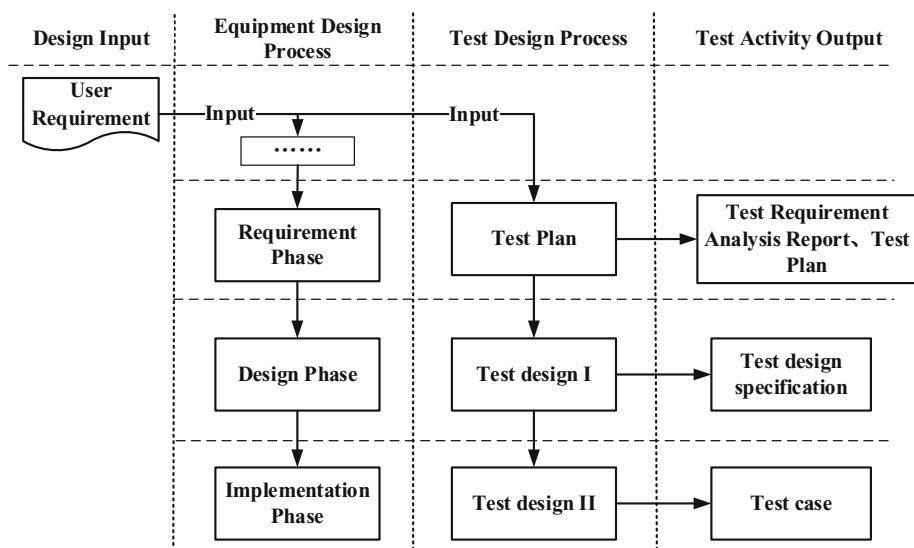 Design Input
Equipment Design
Process
Test Design Process
Test Activity Output
User
Requirement
Input
Input
······
Requirement
Phase
Test Plan
Test Requirement
Analysis Report、Test
Plan
Design Phase
Test design I
Test design
specification
Implementation
Phase
Test design II
Test case